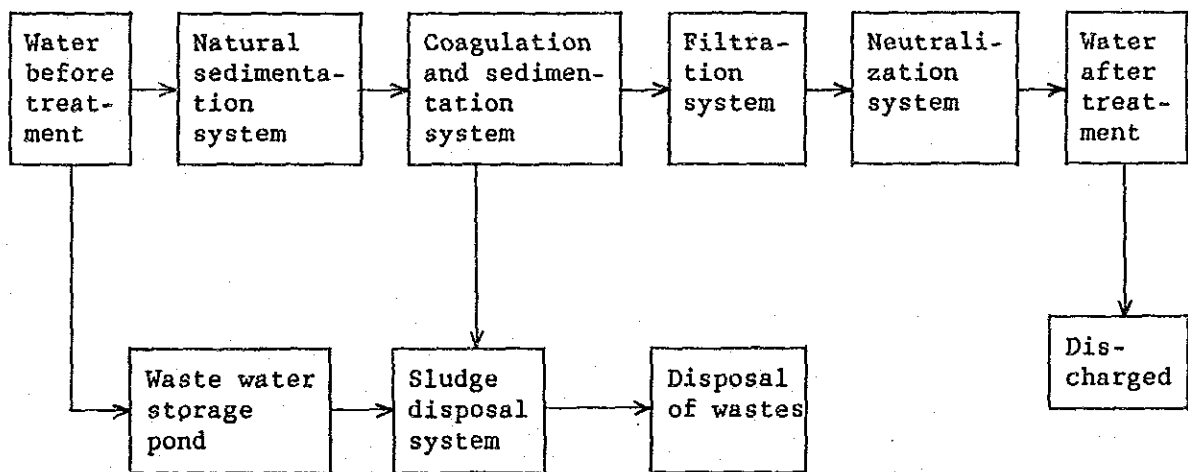 Water
before
treat-
ment
Natural
sedimenta-
tion
system
Coagulation
and sedimen-
tation
system
Filtra-
tion
system
Neutrali-
zation
system
Water
after
treat-
ment
Waste water
storage
pond
Sludge
disposal
system
Disposal
of wastes
Dis-
charged